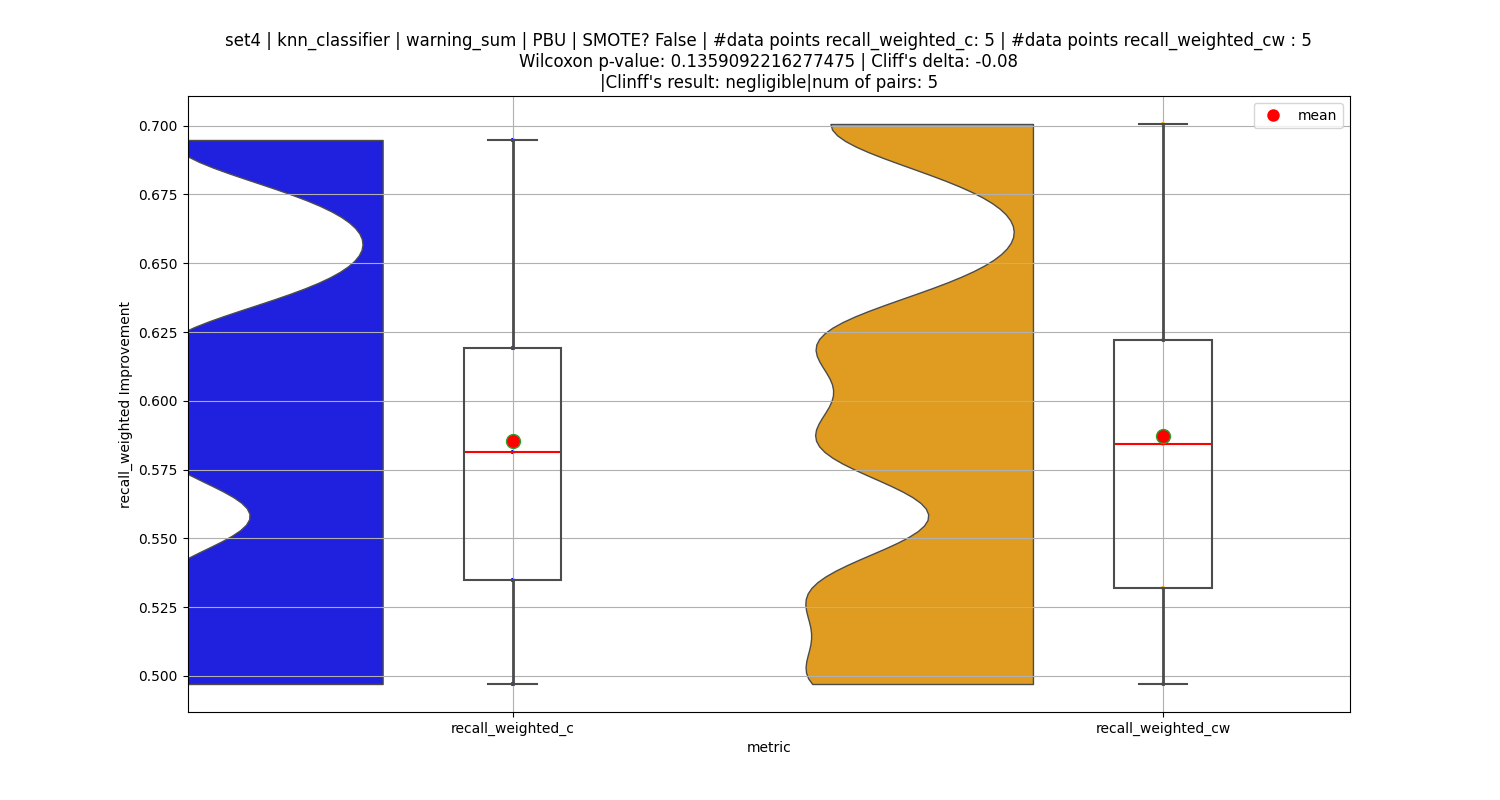 set4 | knn_classifier | warning_sum | PBU | SMOTE? False | #data points recall_weighted_c: 5 | #data points recall_weighted_cw : 5
Wilcoxon p-value: 0.1359092216277475 | Cliff's delta: -0.08
|Clinff's result: negligible|num of pairs: 5
mean
0.700
0.675
0.650
0.625
0.600
0.575
0.550
0.525
0.500
recall_weighted Improvement
recall_weighted_c
recall_weighted_cw
metric